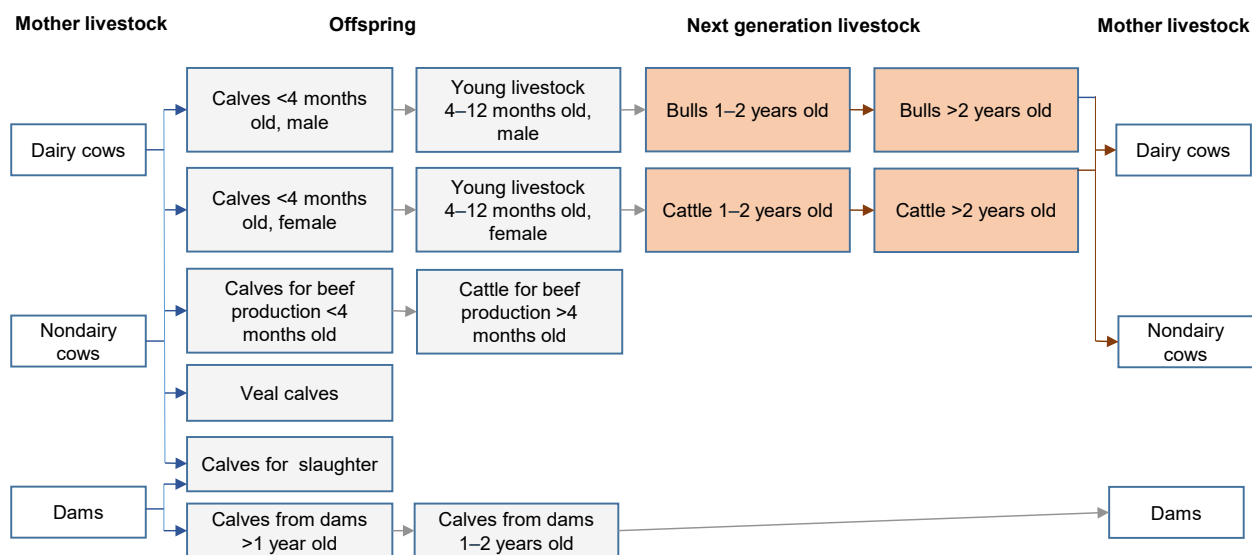 Mother livestock
Offspring
Next generation livestock
Mother livestock
Dairy cows
Nondairy
cows
Dams
Calves <4 months
old, male
Young livestock
4–12 months old,
male
Bulls 1–2 years old
Bulls >2 years old
Calves <4 months
old, female
Young livestock
4–12 months old,
female
Cattle 1–2 years old
Cattle >2 years old
Calves for beef
production <4
months old
Cattle for beef
production >4
months old
Veal calves
Calves for slaughter
Calves from dams
>1 year old
Calves from dams
1–2 years old
Dairy cows
Nondairy
cows
Dams